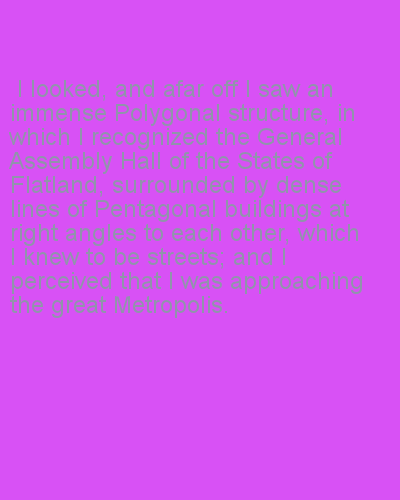 I looked, and afar off I saw an
immense Polygonal structure, in
which I recognized the General
Assembly Hall of the States of
Flatland, surrounded by dense
lines of Pentagonal buildings at
right angles to each other, which
I knew to be streets; and I
perceived that I was approaching
the great Metropolis.